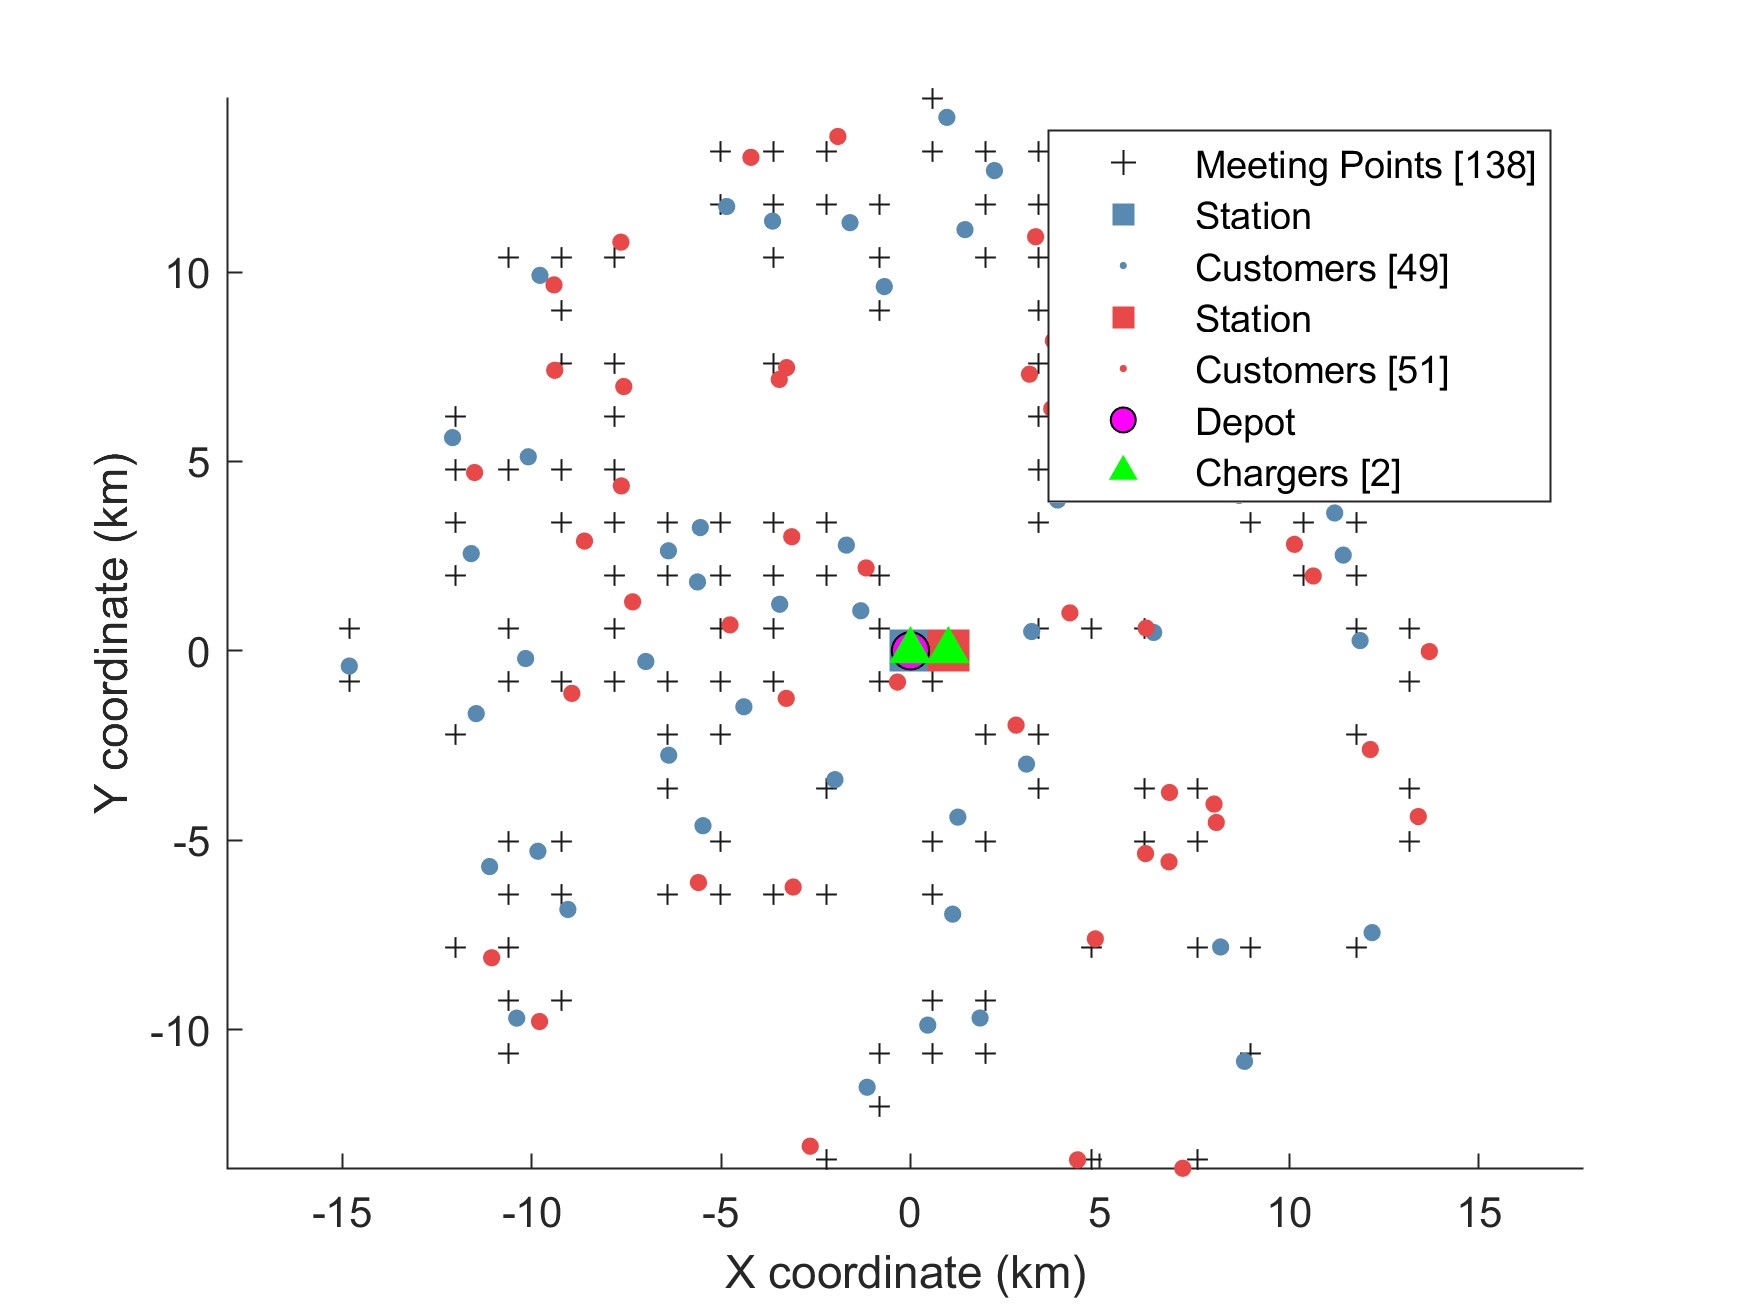 Meeting Points [138]
Station
Customers [49]
Station
Customers [51]
Depot
Chargers [2]
10
5
0
-5
-10
Y coordinate (km)
-15
-10
-5
0
5
10
15
X coordinate (km)